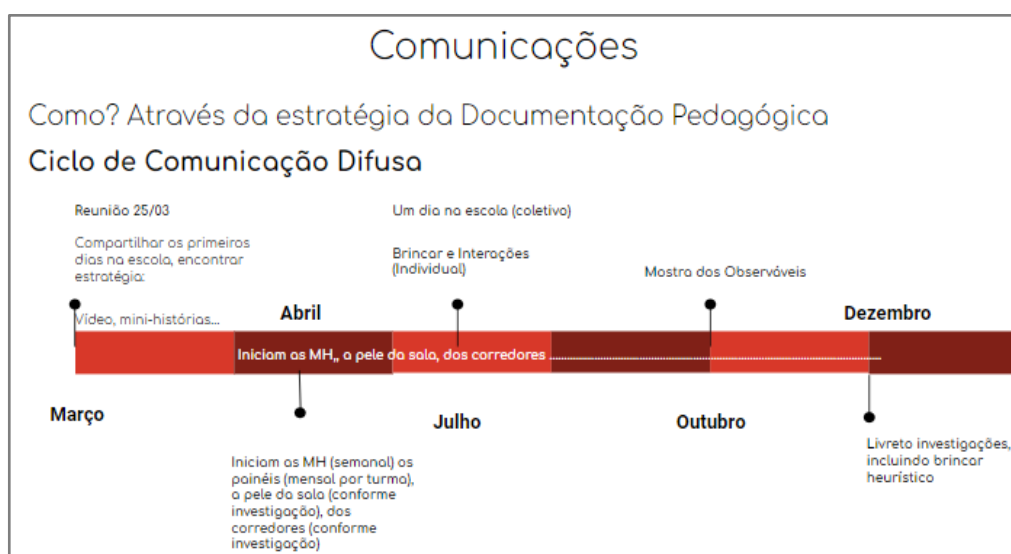 Comunicações
Como? Através da estratégia da Documentação Pedagógica
Ciclo de Comunicação Difusa
Reunião 25/03
Compartilhar os primeiros
dias na escola, encontrar
estratégia:
Vídeo, mini-histórias...
Um dia na escola (coletivo)
Brincar e Interações
(Individual)
Mostra dos Observáveis
Abril
Dezembro
Iniciam as MH,, a pele da sala, dos corredores ................................................................................................
Março
Julho
Outubro
Iniciam as MH (semanal) os
painéis (mensal por turma),
a pele da sala (conforme
investigação), dos
corredores (conforme
investigação)
Livreto investigações,
incluindo brincar
heurístico